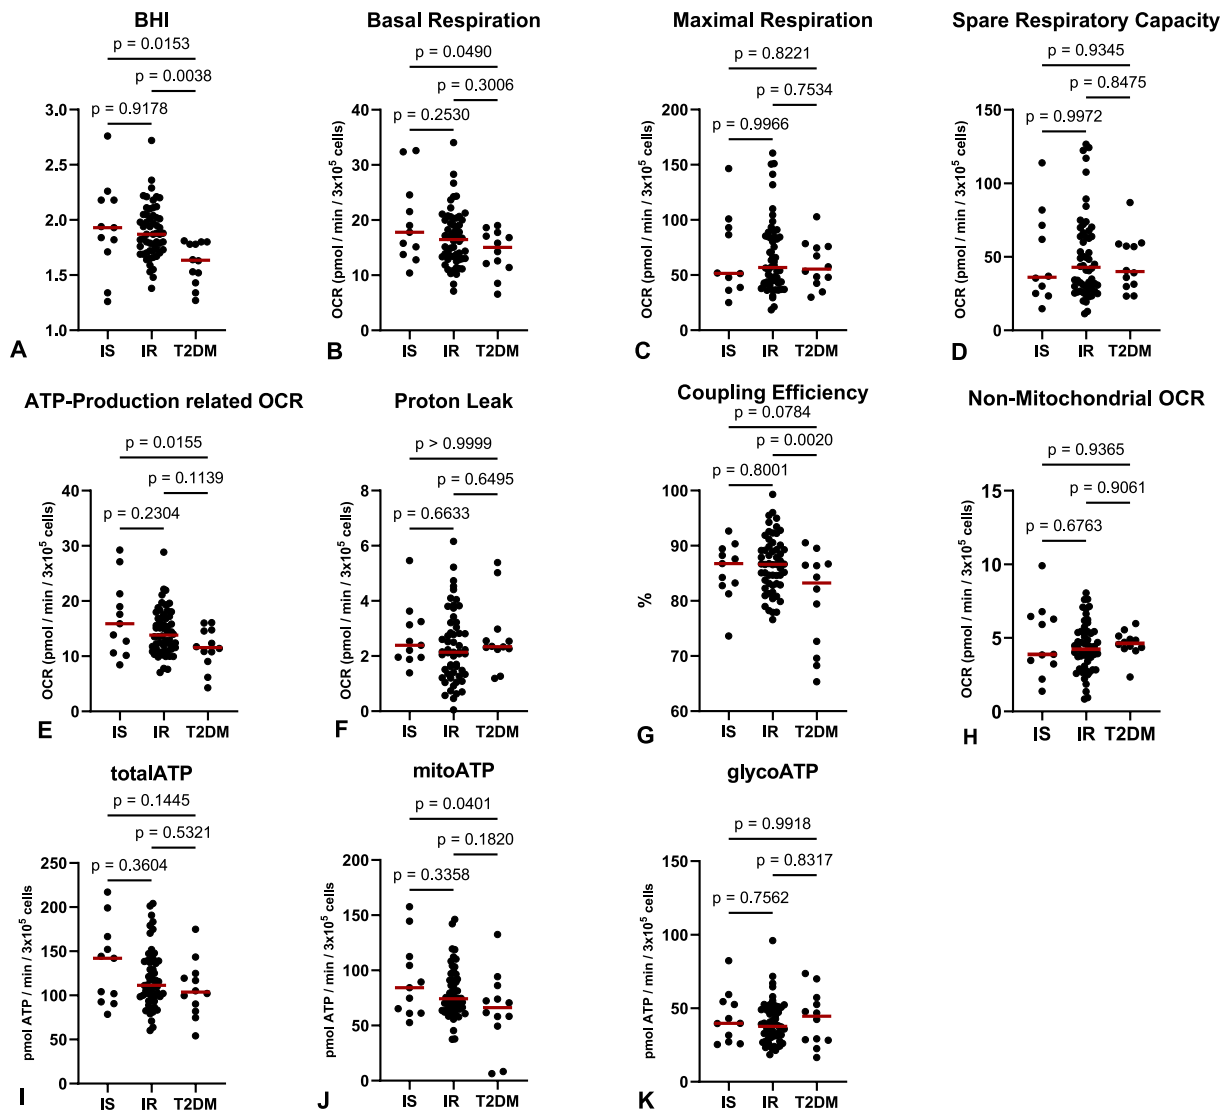 BHI
p = 0.0153
p = 0.0038
p = 0.9178
3.0
2.5
2.0
1.5
1.0
IS IR T2DM
A
Basal Respiration
p = 0.0490
p = 0.3006
p = 0.2530
OCR (pmol / min / 3x10⁵ cells)
40
30
20
10
0
IS IR T2DM
B
Maximal Respiration
p = 0.8221
p = 0.7534
p = 0.9966
OCR (pmol / min / 3x10⁵ cells)
200
150
100
50
0
IS IR T2DM
C
Spare Respiratory Capacity
p = 0.9345
p = 0.8475
p = 0.9972
OCR (pmol / min / 3x10⁵ cells)
150
100
50
0
IS IR T2DM
D
ATP-Production related OCR
p = 0.0155
p = 0.1139
p = 0.2304
OCR (pmol / min / 3x10⁵ cells)
40
30
20
10
0
IS IR T2DM
E
Proton Leak
p > 0.9999
p = 0.6495
p = 0.6633
OCR (pmol / min / 3x10⁵ cells)
8
6
4
2
0
IS IR T2DM
F
Coupling Efficiency
p = 0.0784
p = 0.0020
p = 0.8001
%
100
90
80
70
60
IS IR T2DM
G
Non-Mitochondrial OCR
p = 0.9365
p = 0.9061
p = 0.6763
OCR (pmol / min / 3x10⁵ cells)
15
10
5
0
IS IR T2DM
H
totalATP
p = 0.1445
p = 0.5321
p = 0.3604
pmol ATP / min / 3x10⁵ cells
250
200
150
100
50
0
IS IR T2DM
I
mitoATP
p = 0.0401
p = 0.1820
p = 0.3358
pmol ATP / min / 3x10⁵ cells
200
150
100
50
0
IS IR T2DM
J
glycoATP
p = 0.9918
p = 0.8317
p = 0.7562
pmol ATP / min / 3x10⁵ cells
150
100
50
0
IS IR T2DM
K